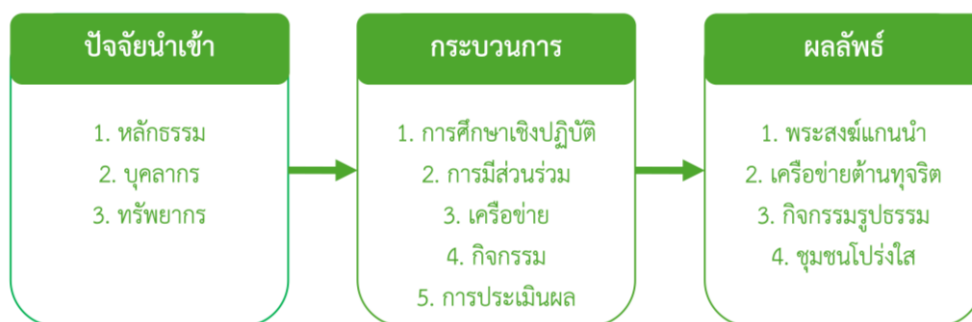 ปัจจัยนำเข้า
1. หลักธรรม
2. บุคลากร
3. ทรัพยากร
กระบวนการ
1. การศึกษาเชิงปฏิบัติ
2. การมีส่วนร่วม
3. เครือข่าย
4. กิจกรรม
5. การประเมินผล
ผลลัพธ์
1. พระสงฆ์แกนนำ
2. เครือข่ายต้านทุจริต
3. กิจกรรมรูปธรรม
4. ชุมชนโปร่งใส